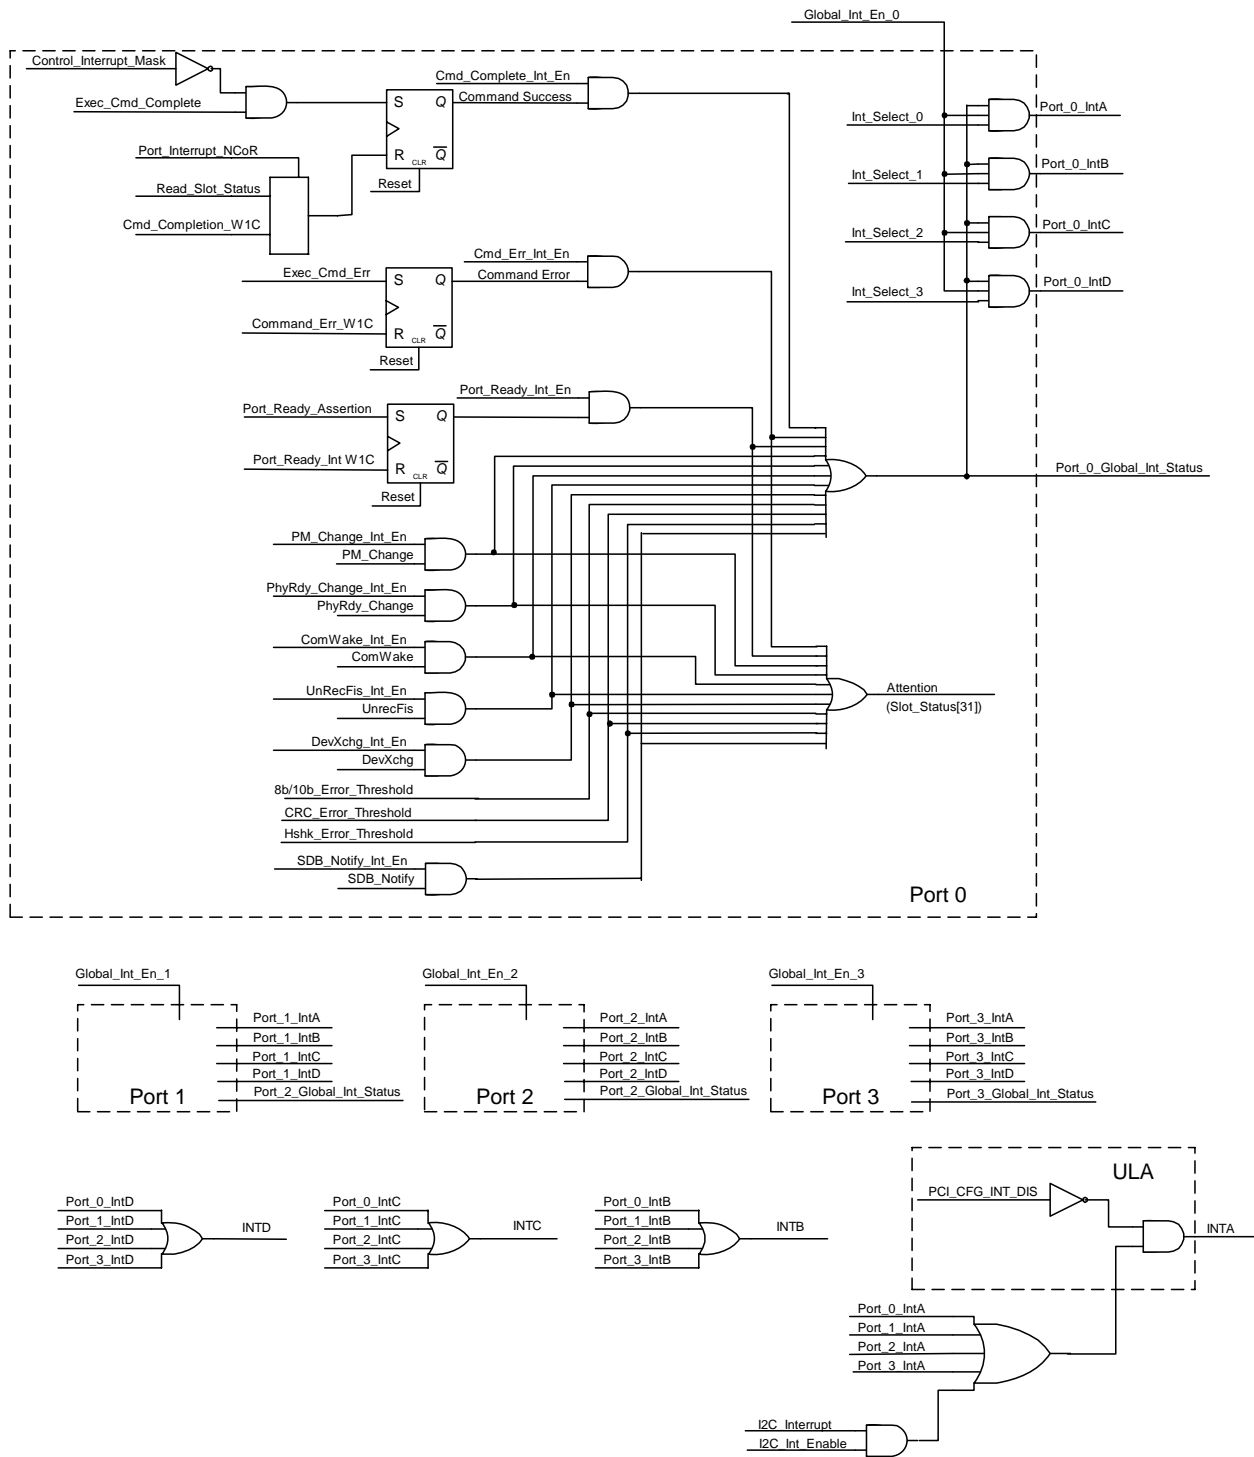 Global_Int_En_0
Control_Interrupt_Mask
Exec_Cmd_Complete
S
Q
R
CLR
Q
Reset
Cmd_Complete_Int_En
Command Success
Port_Interrupt_NCoR
Read_Slot_Status
Cmd_Completion_W1C
Int_Select_0
Port_0_IntA
Int_Select_1
Port_0_IntB
Int_Select_2
Port_0_IntC
Int_Select_3
Port_0_IntD
Exec_Cmd_Err
Command_Err_W1C
S
Q
R
CLR
Q
Reset
Cmd_Err_Int_En
Command Error
Port_Ready_Assertion
Port_Ready_Int W1C
S
Q
R
CLR
Q
Reset
Port_Ready_Int_En
Port_0_Global_Int_Status
PM_Change_Int_En
PM_Change
PhyRdy_Change_Int_En
PhyRdy_Change
ComWake_Int_En
ComWake
UnRecFis_Int_En
UnrecFis
DevXchg_Int_En
DevXchg
8b/10b_Error_Threshold
CRC_Error_Threshold
Hshk_Error_Threshold
SDB_Notify_Int_En
SDB_Notify
Attention
(Slot_Status[31])
Port 0
Global_Int_En_1
Port_1_IntA
Port_1_IntB
Port_1_IntC
Port_1_IntD
Port_2_Global_Int_Status
Port 1
Global_Int_En_2
Port_2_IntA
Port_2_IntB
Port_2_IntC
Port_2_IntD
Port_2_Global_Int_Status
Port 2
Global_Int_En_3
Port_3_IntA
Port_3_IntB
Port_3_IntC
Port_3_IntD
Port_3_Global_Int_Status
Port 3
Port_0_IntD
Port_1_IntD
Port_2_IntD
Port_3_IntD
INTD
Port_0_IntC
Port_1_IntC
Port_2_IntC
Port_3_IntC
INTC
Port_0_IntB
Port_1_IntB
Port_2_IntB
Port_3_IntB
INTB
ULA
PCI_CFG_INT_DIS
INTA
Port_0_IntA
Port_1_IntA
Port_2_IntA
Port_3_IntA
I2C_Interrupt
I2C_Int_Enable